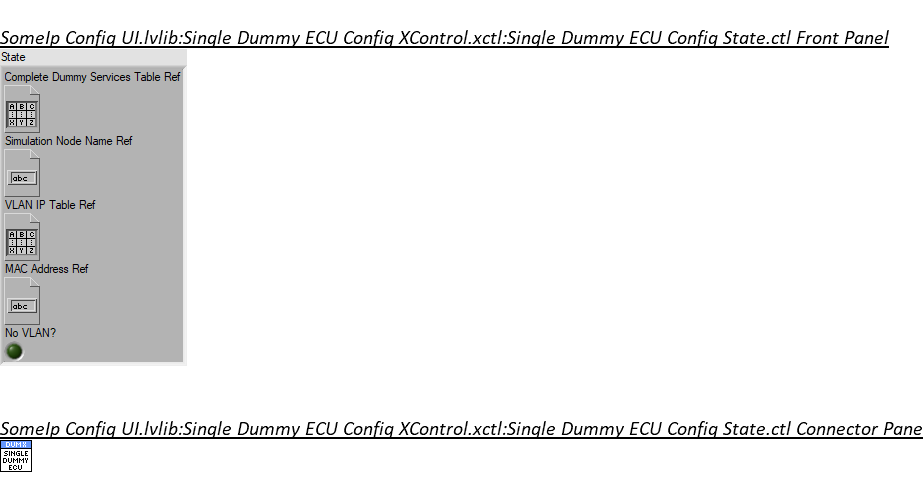 SomeIp Config UI.lvlib:Single Dummy ECU Config XControl.xctl:Single Dummy ECU Config State.ctl Front Panel
State
Complete Dummy Services Table Ref
A B C
X Y Z
Simulation Node Name Ref
abc
VLAN IP Table Ref
A B C
X Y Z
MAC Address Ref
abc
No VLAN?
SomeIp Config UI.lvlib:Single Dummy ECU Config XControl.xctl:Single Dummy ECU Config State.ctl Connector Pane
DUMX
SINGLE
DUMMY
ECU